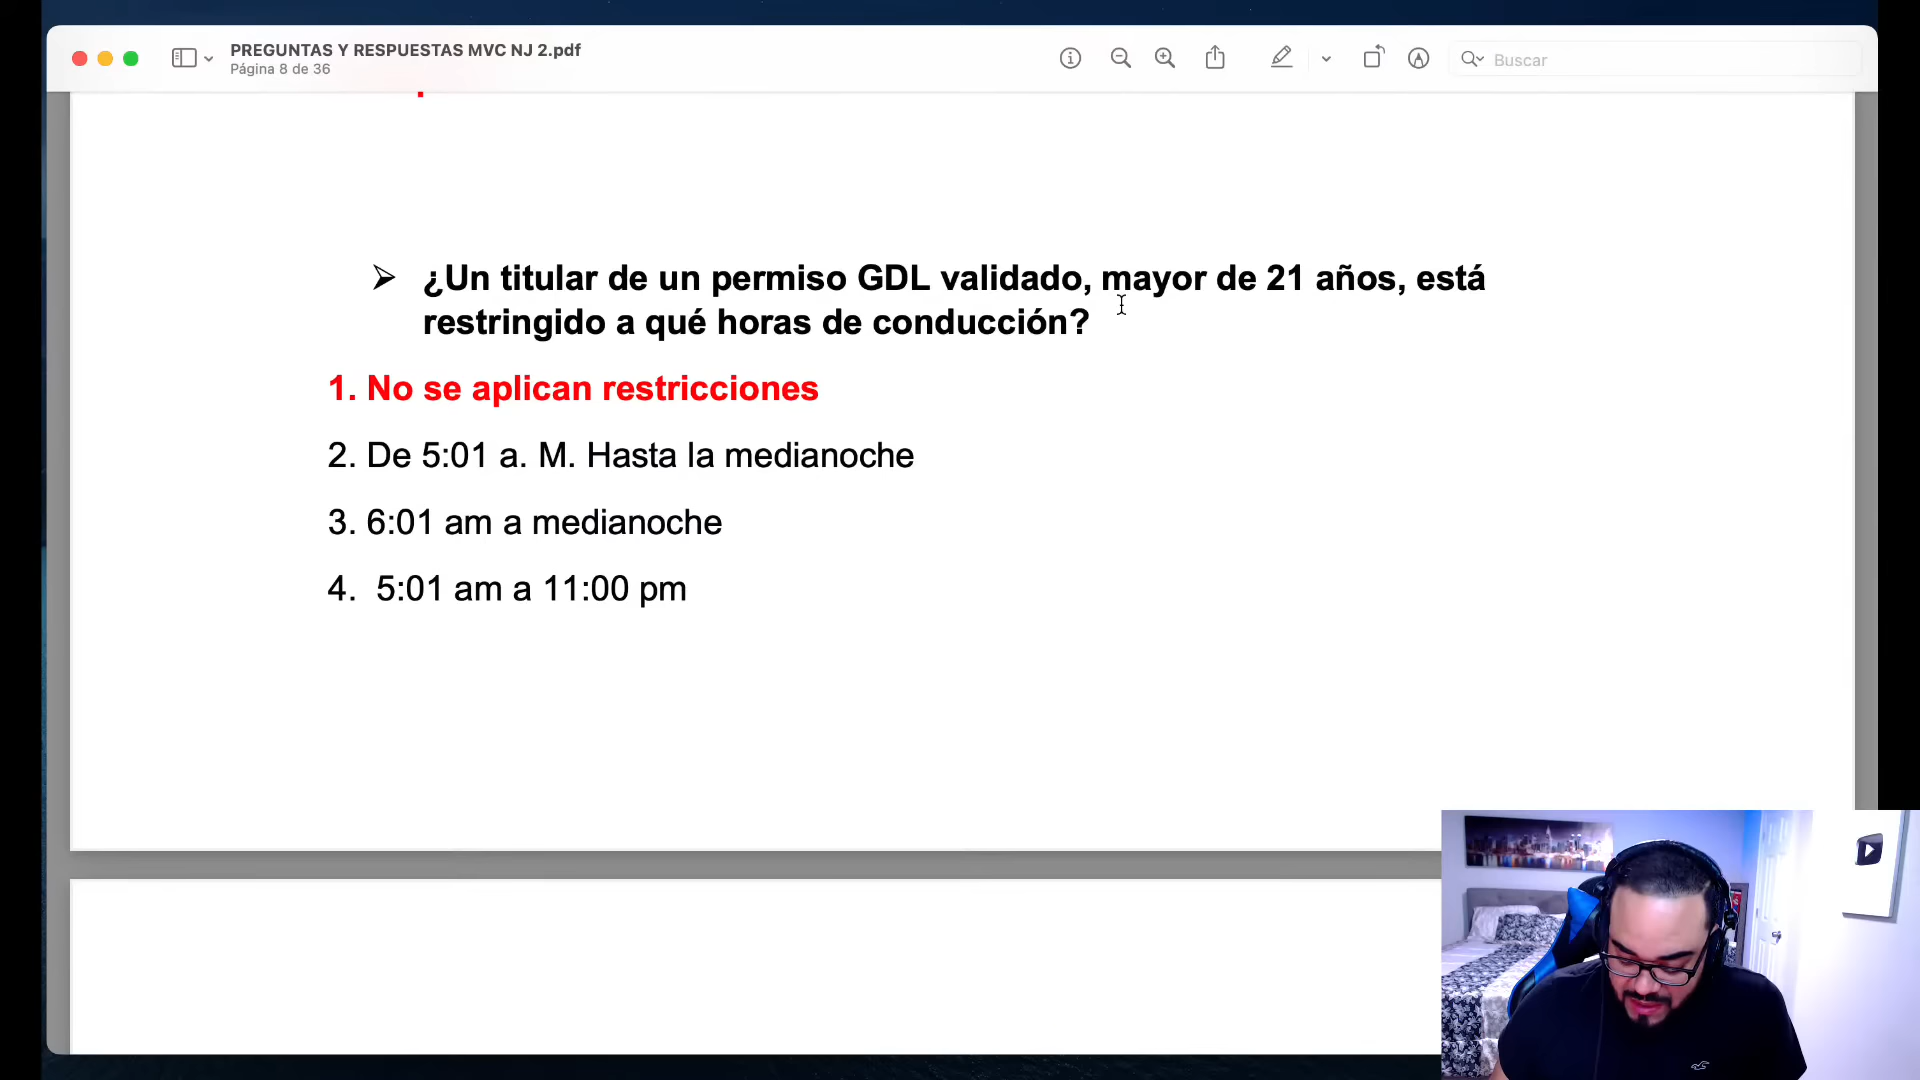 PREGUNTAS Y RESPUESTAS MVC NJ 2.pdf
Página 8 de 36
Buscar
➢ ¿Un titular de un permiso GDL validado, mayor de 21 años, está
restringido a qué horas de conducción?
1. No se aplican restricciones
2. De 5:01 a. M. Hasta la medianoche
3. 6:01 am a medianoche
4. 5:01 am a 11:00 pm